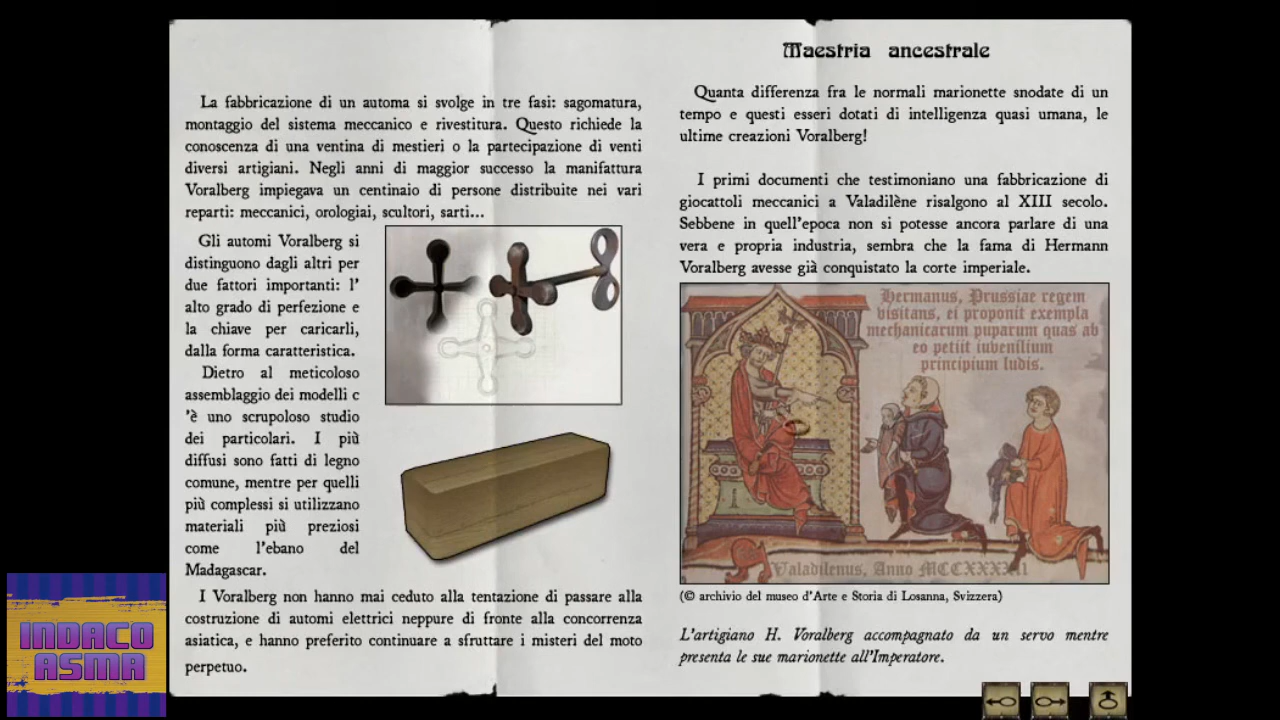 La fabbricazione di un automa si svolge in tre fasi: sagomatura,
montaggio del sistema meccanico e rivestitura. Questo richiede la
conoscenza di una ventina di mestieri o la partecipazione di venti
diversi artigiani. Negli anni di maggior successo la manifattura
Voralberg impiegava un centinaio di persone distribuite nei vari
reparti: meccanici, orologiai, scultori, sarti...
Gli automi Voralberg si
distinguono dagli altri per
due fattori importanti: l'
alto grado di perfezione e
la chiave per caricarli,
dalla forma caratteristica.
Dietro al meticoloso
assemblaggio dei modelli c
'è uno scrupoloso studio
dei particolari. I più
diffusi sono fatti di legno
comune, mentre per quelli
più complessi si utilizzano
materiali più preziosi
come l'ebano del
Madagascar.
I Voralberg non hanno mai ceduto alla tentazione di passare alla
costruzione di automi elettrici neppure di fronte alla concorrenza
asiatica, e hanno preferito continuare a sfruttare i misteri del moto
perpetuo.
Maestria ancestrale
Quanta differenza fra le normali marionette snodate di un
tempo e questi esseri dotati di intelligenza quasi umana, le
ultime creazioni Voralberg!
I primi documenti che testimoniano una fabbricazione di
giocattoli meccanici a Valadilène risalgono al XIII secolo.
Sebbene in quell'epoca non si potesse ancora parlare di una
vera e propria industria, sembra che la fama di Hermann
Voralberg avesse già conquistato la corte imperiale.
Hermanus, Prussiae regem
visitans, ei proponit exempla
mechanicarum puparum quas ab
eo petiit iuvenilium
principium ludis.
Valadilenus, Anno
(© archivio del museo d'Arte e Storia di Losanna, Svizzera)
L'artigiano H. Voralberg accompagnato da un servo mentre
presenta le sue marionette all'Imperatore.
INDACO
ASMA